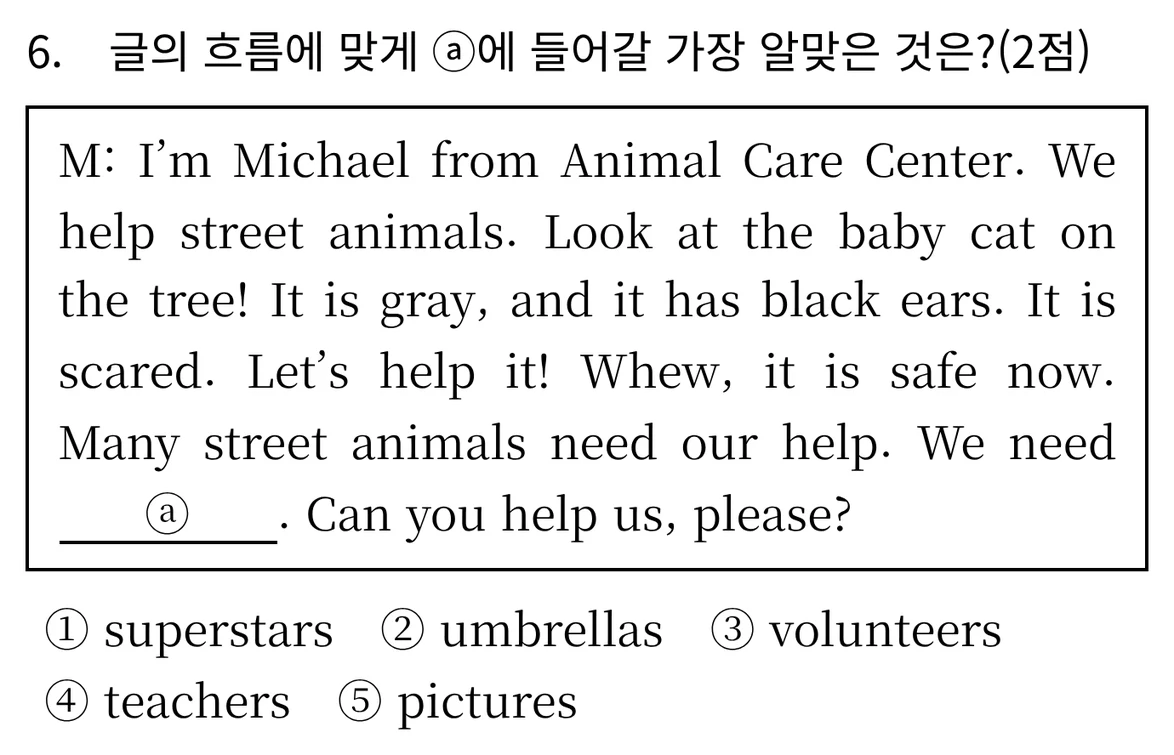 6. 글의 흐름에 맞게 ⓐ에 들어갈 가장 알맞은 것은?(2점)
M: I’m Michael from Animal Care Center. We
help street animals. Look at the baby cat on
the tree! It is gray, and it has black ears. It is
scared. Let’s help it! Whew, it is safe now.
Many street animals need our help. We need
ⓐ . Can you help us, please?
① superstars ② umbrellas ③ volunteers
④ teachers ⑤ pictures